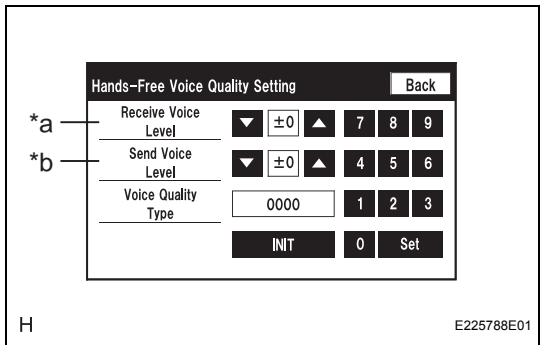 Hands-Free Voice Quality Setting Back
*a Receive Voice Level ▼ ±0 ▲ 7 8 9
*b Send Voice Level ▼ ±0 ▲ 4 5 6
Voice Quality Type 0000 1 2 3
INIT 0 Set
H E225788E01